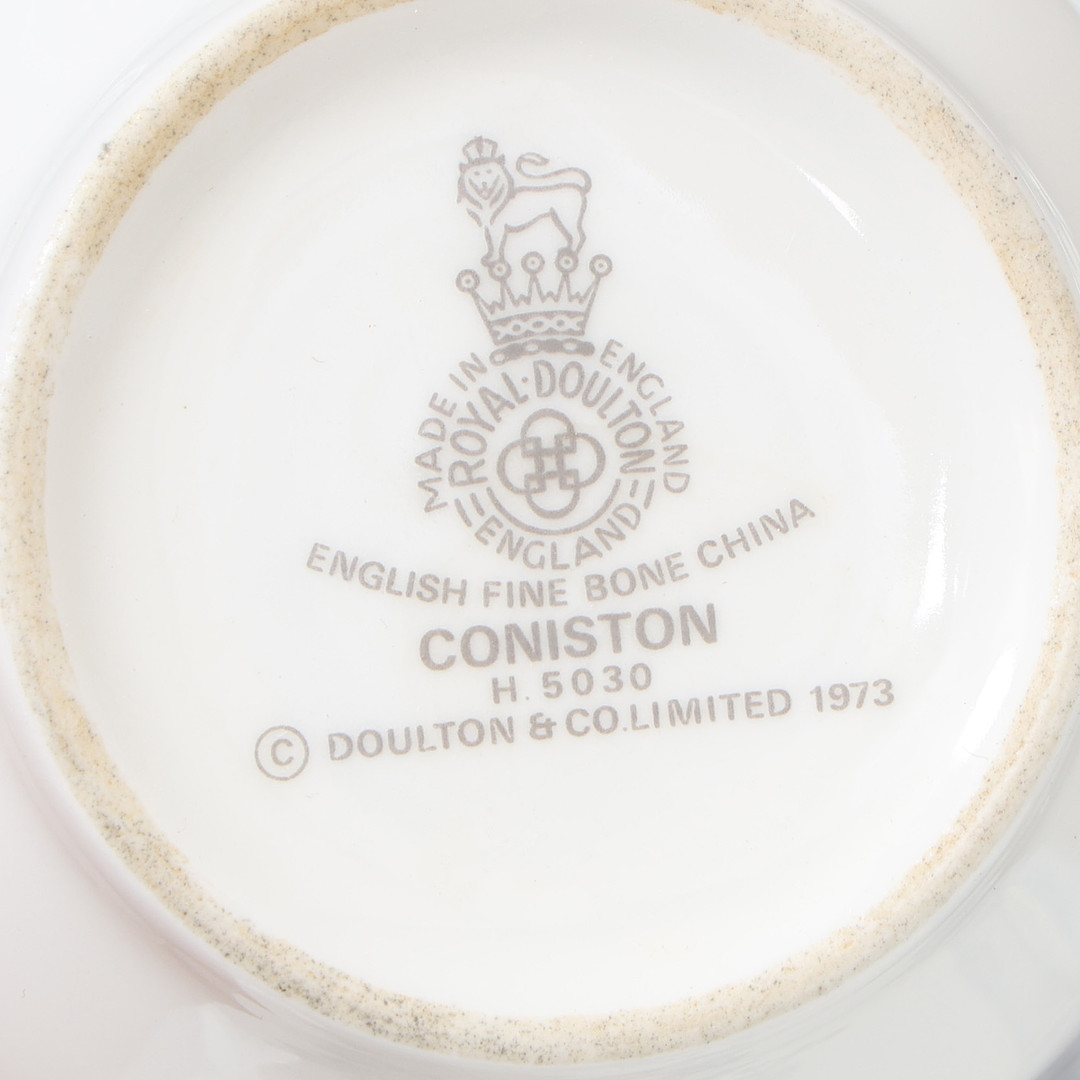 MADE IN ENGLAND
ROYAL·DOULTON
ENGLAND
ENGLISH FINE BONE CHINA
CONISTON
H. 5030
© DOULTON & CO. LIMITED 1973